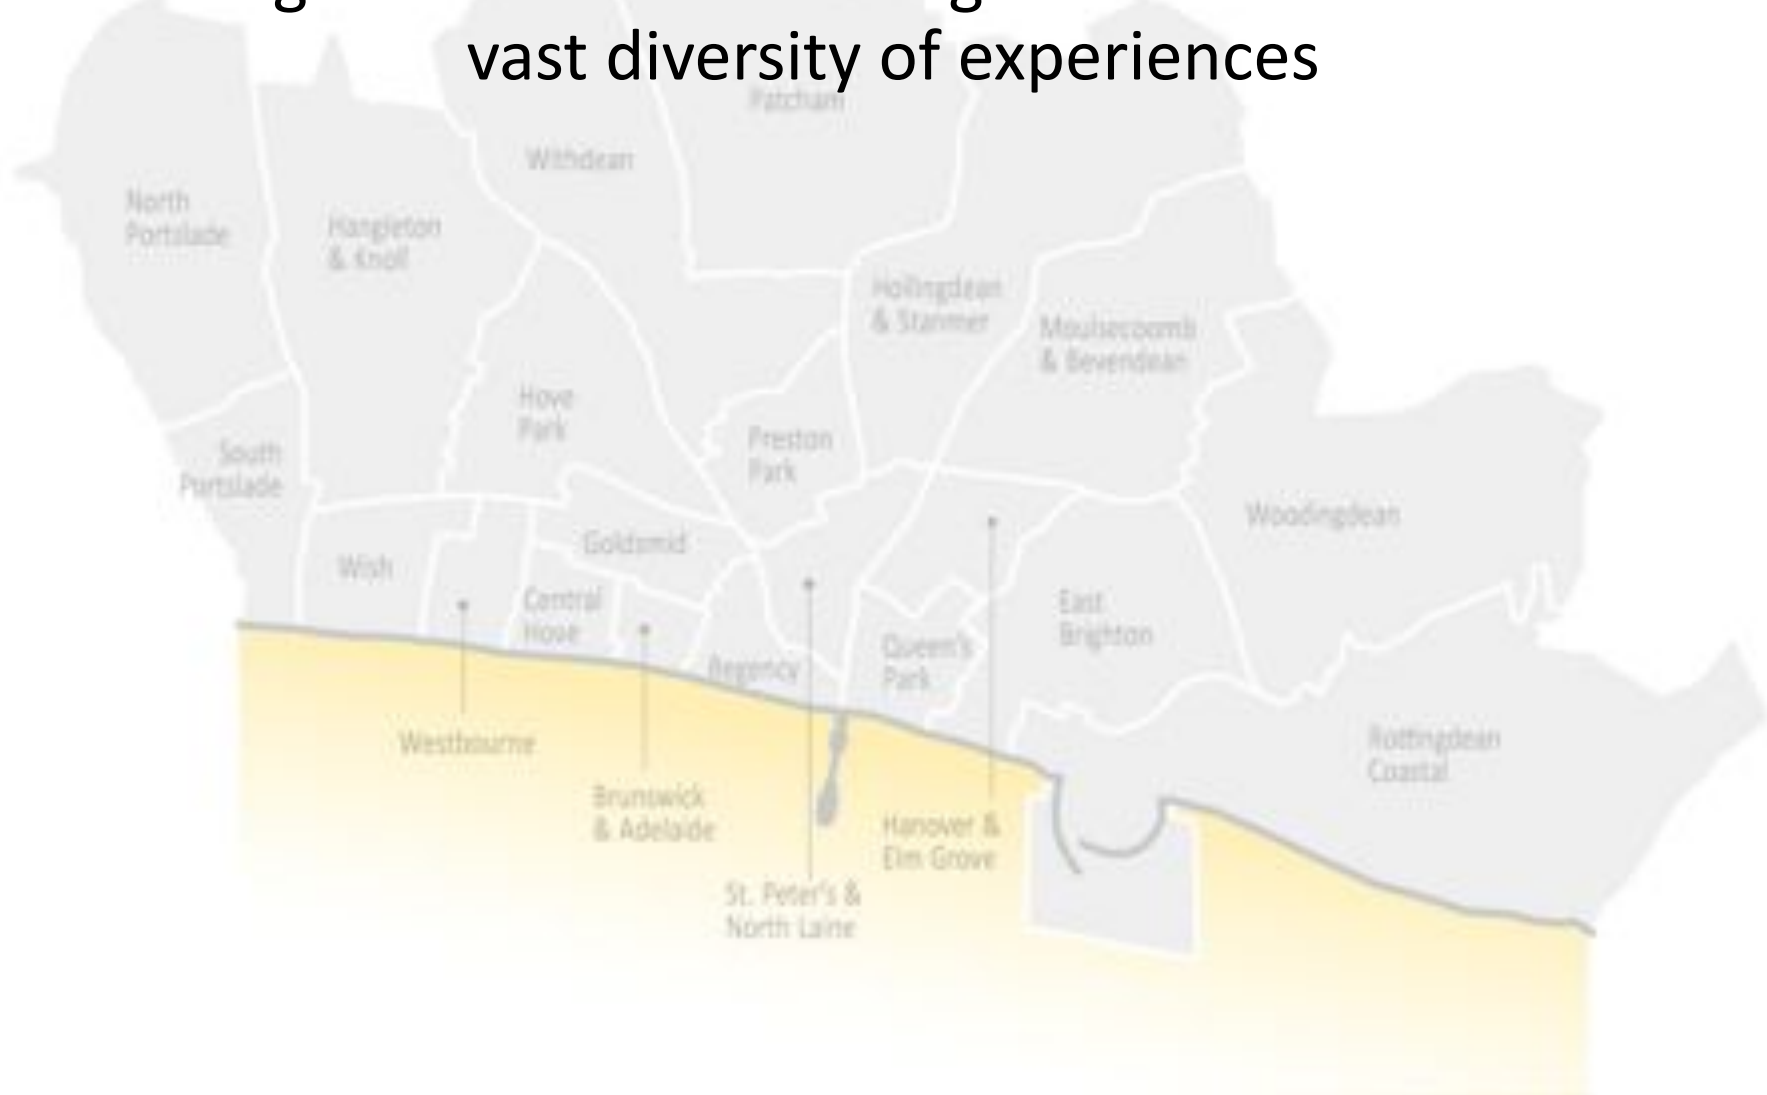 vast diversity of experiences
Patcham
Withdean
North
Portslade
Hangleton
& Knoll
Hollingdean
& Stanmer
Moulsecoomb
& Bevendean
Hove
Park
Preston
Park
South
Portslade
Woodingdean
Goldsmid
Wish
Central
Hove
East
Brighton
Queen's
Park
Regency
Westbourne
Rottingdean
Coastal
Brunswick
& Adelaide
Hanover &
Elm Grove
St. Peter's &
North Laine